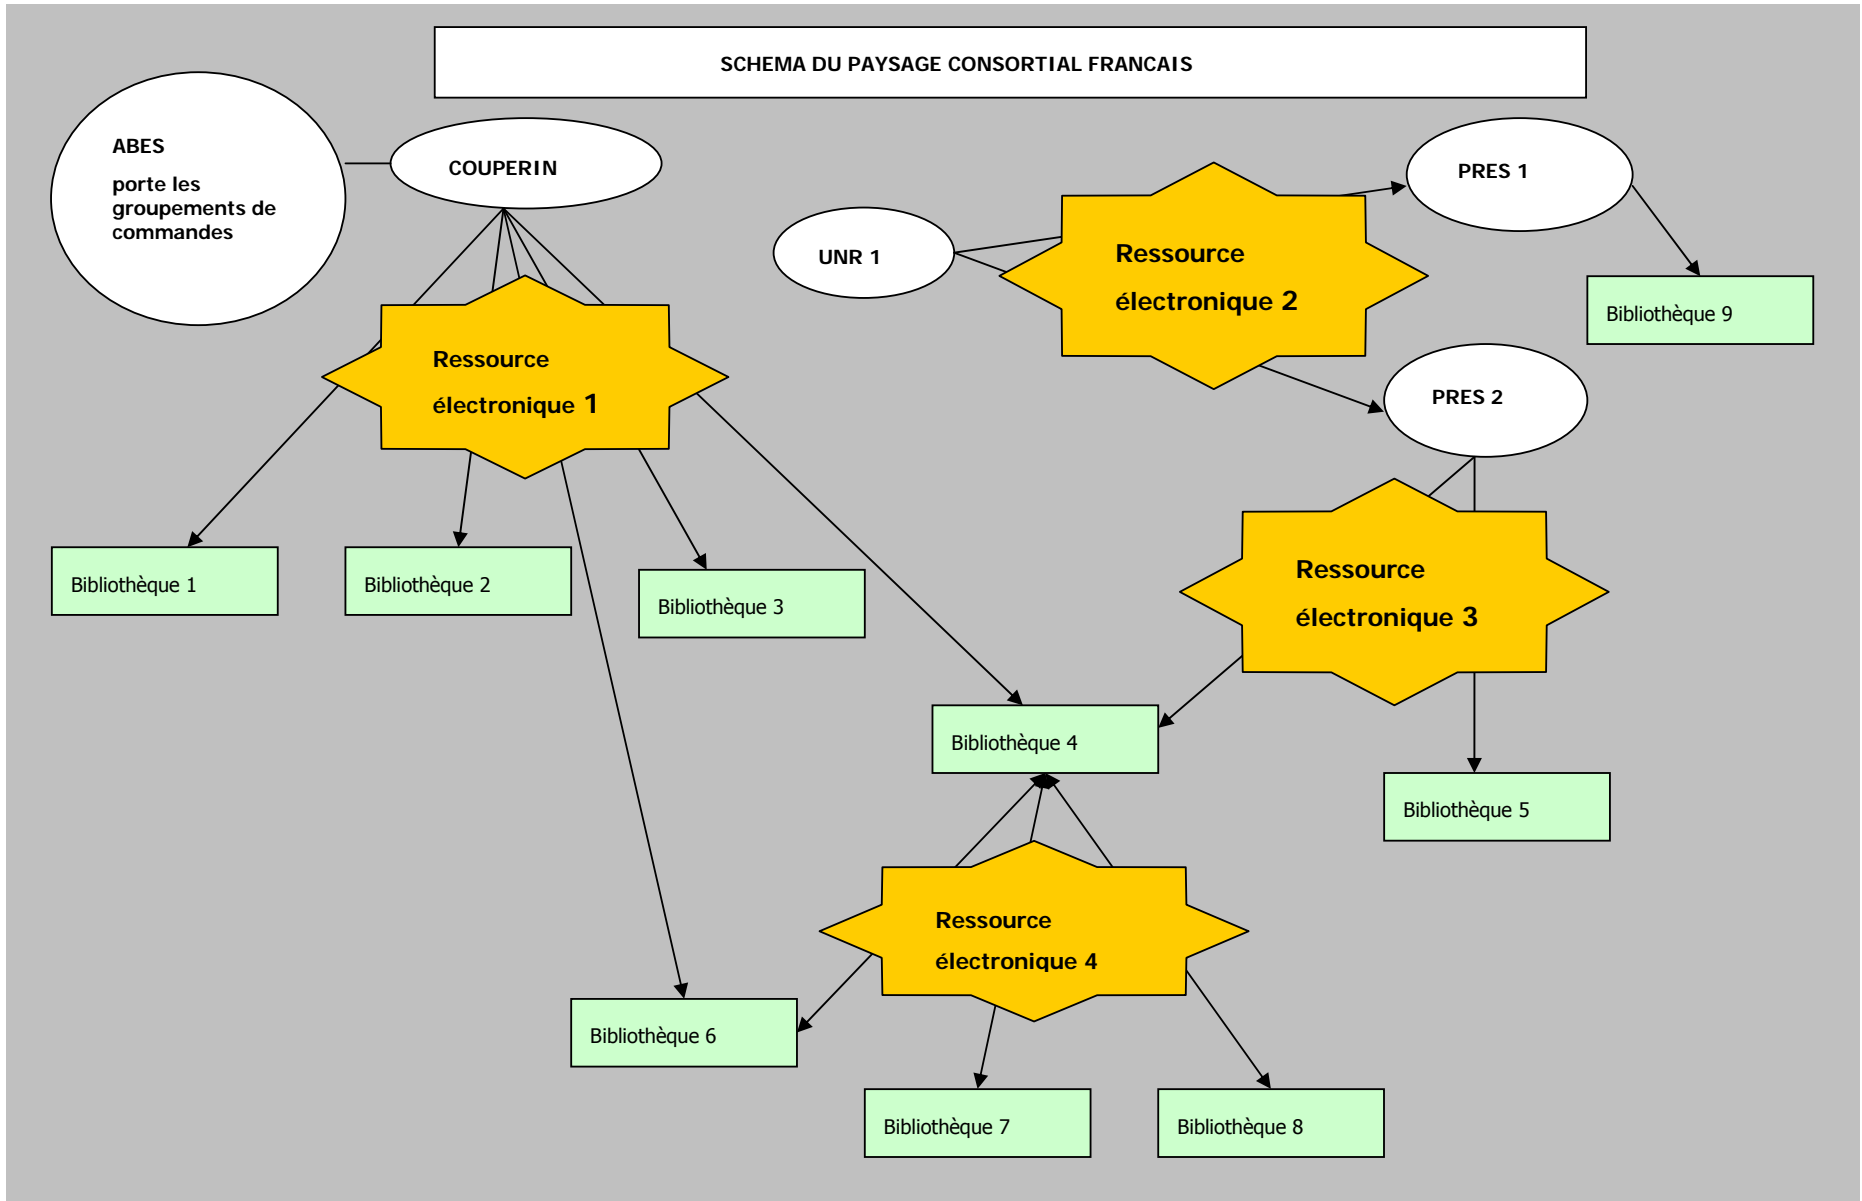 SCHEMA DU PAYSAGE CONSORTIAL FRANCAIS
ABES
porte les
groupements de
commandes
COUPERIN
PRES 1
UNR 1
Ressource
électronique 2
Bibliothèque 9
Ressource
électronique 1
PRES 2
Bibliothèque 1
Bibliothèque 2
Bibliothèque 3
Ressource
électronique 3
Bibliothèque 4
Bibliothèque 5
Ressource
électronique 4
Bibliothèque 6
Bibliothèque 7
Bibliothèque 8